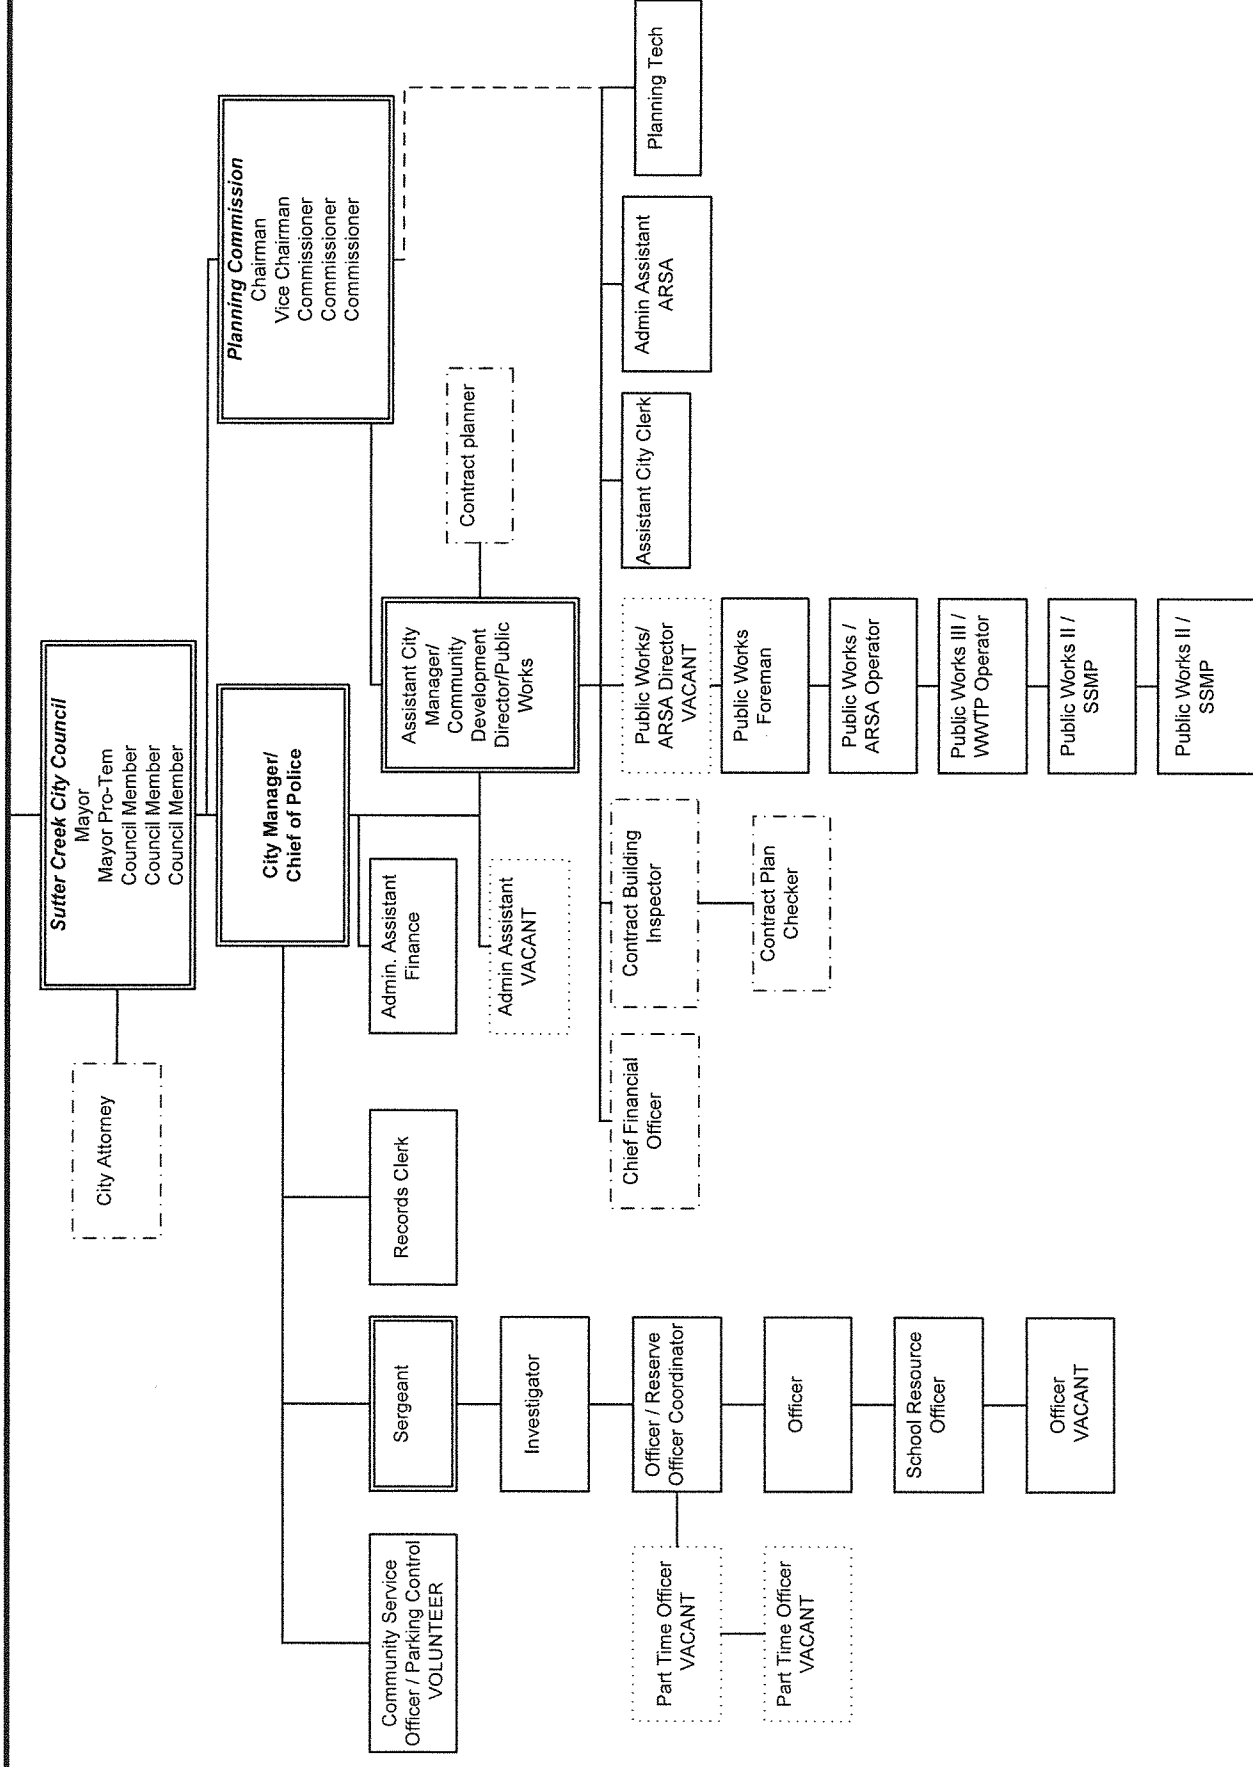 Sutter Creek City Council
Mayor
Mayor Pro-Tem
Council Member
Council Member
Council Member
City Attorney
Planning Commission
Chairman
Vice Chairman
Commissioner
Commissioner
Commissioner
City Manager/
Chief of Police
Community Service
Officer / Parking Control
VOLUNTEER
Sergeant
Records Clerk
Admin. Assistant
Finance
Assistant City
Manager/
Community
Development
Director/Public
Works
Contract planner
Admin Assistant
VACANT
Investigator
Officer / Reserve
Officer Coordinator
Part Time Officer
VACANT
Part Time Officer
VACANT
Officer
School Resource
Officer
Officer
VACANT
Chief Financial
Officer
Contract Building
Inspector
Contract Plan
Checker
Public Works/
ARSA Director
VACANT
Public Works
Foreman
Public Works /
ARSA Operator
Public Works III /
WWTP Operator
Public Works II /
SSMP
Public Works II /
SSMP
Assistant City Clerk
Admin Assistant
ARSA
Planning Tech